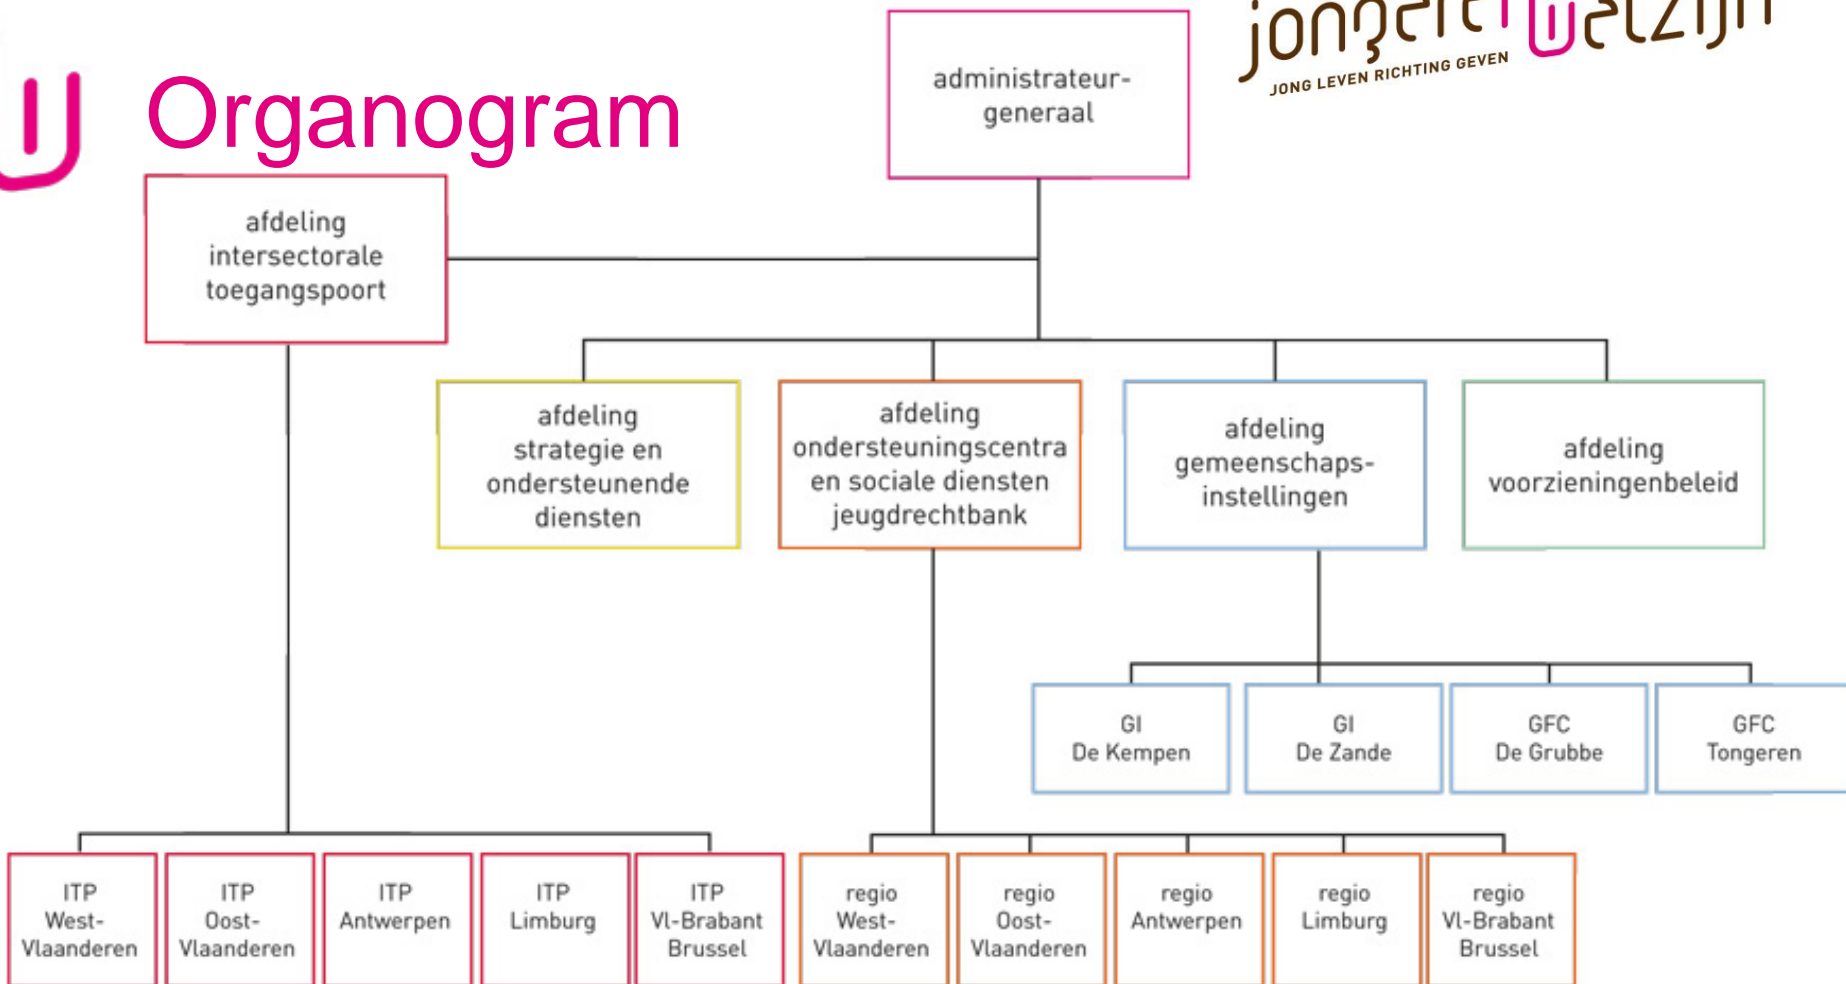 jongerenwelzijn
JONG LEVEN RICHTING GEVEN
Organogram
administrateur-
generaal
afdeling
intersectorale
toegangspoort
afdeling
strategie en
ondersteunende
diensten
afdeling
ondersteuningscentra
en sociale diensten
jeugdrechtbank
afdeling
gemeenschaps-
instellingen
afdeling
voorzieningenbeleid
GI
De Kempen
GI
De Zande
GFC
De Grubbe
GFC
Tongeren
ITP
West-
Vlaanderen
ITP
Oost-
Vlaanderen
ITP
Antwerpen
ITP
Limburg
ITP
Vl-Brabant
Brussel
regio
West-
Vlaanderen
regio
Oost-
Vlaanderen
regio
Antwerpen
regio
Limburg
regio
Vl-Brabant
Brussel